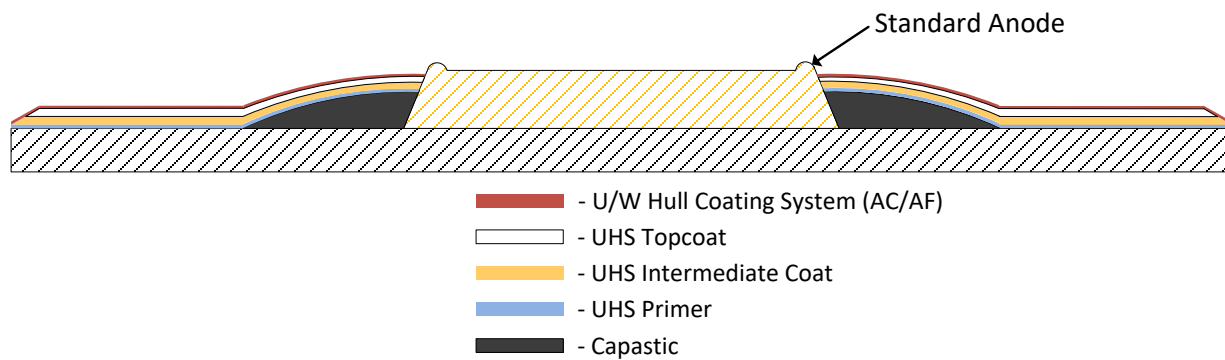 Standard Anode
- U/W Hull Coating System (AC/AF)
- UHS Topcoat
- UHS Intermediate Coat
- UHS Primer
- Capastic